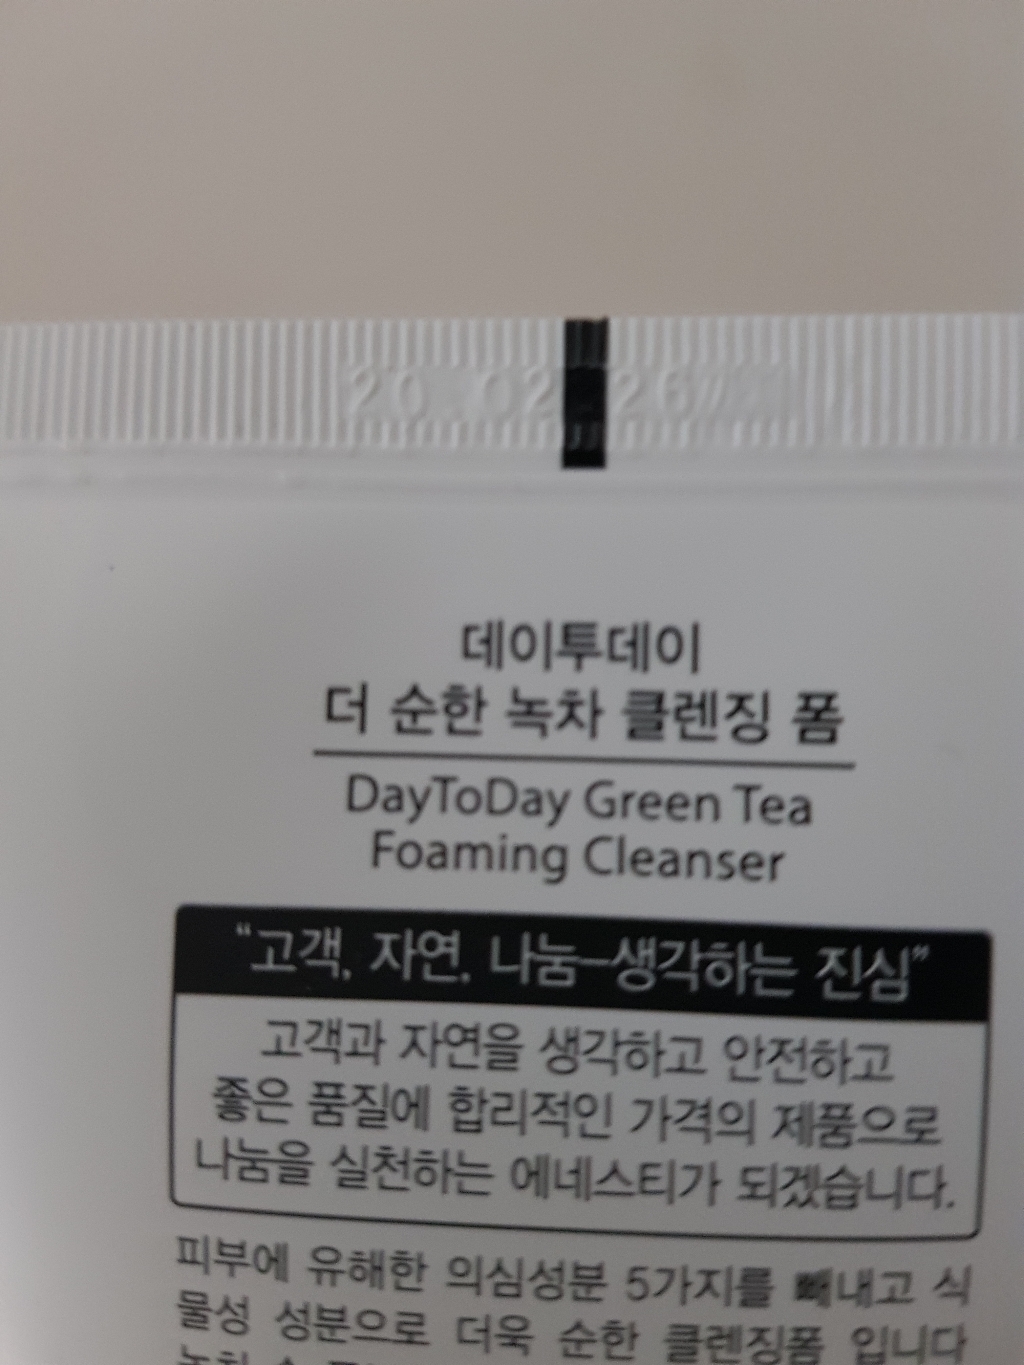 20 02 26
데이투데이
더 순한 녹차 클렌징 폼
DayToDay Green Tea
Foaming Cleanser
“고객, 자연, 나눔–생각하는 진심”
고객과 자연을 생각하고 안전하고
좋은 품질에 합리적인 가격의 제품으로
나눔을 실천하는 에네스티가 되겠습니다.
피부에 유해한 의심성분 5가지를 빼내고 식
물성 성분으로 더욱 순한 클렌징폼 입니다